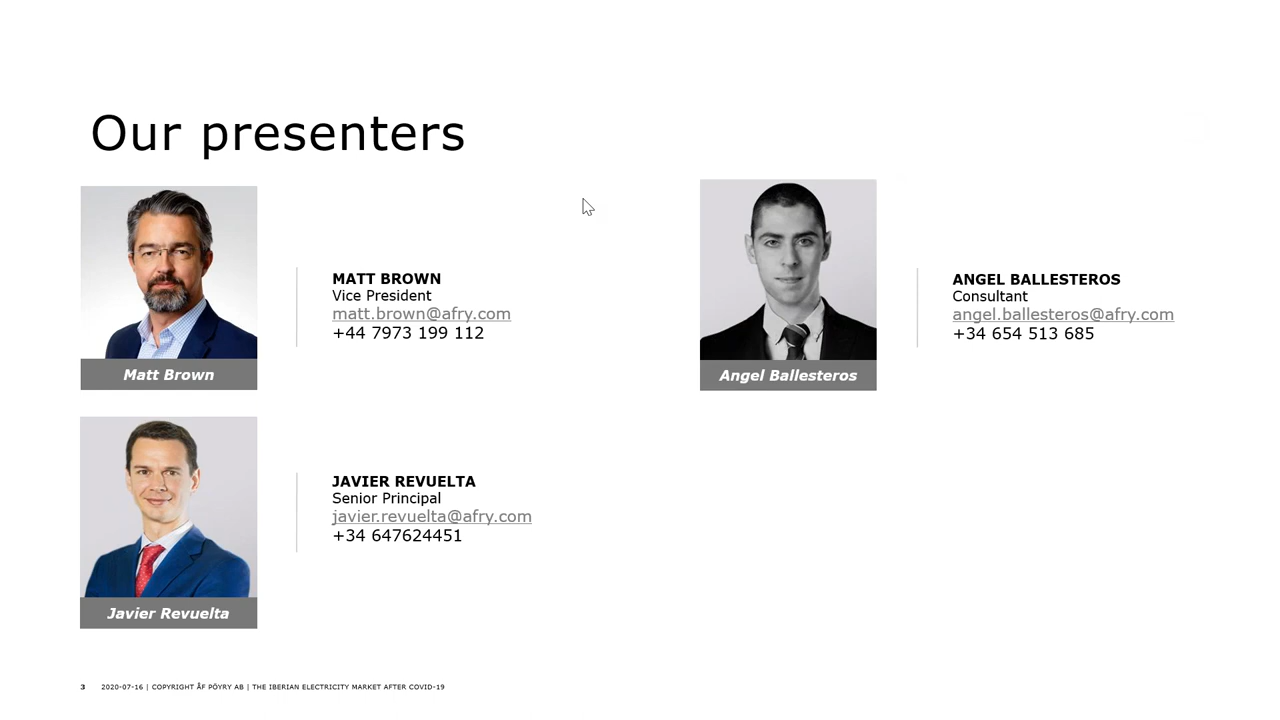 Our presenters
MATT BROWN
Vice President
matt.brown@afry.com
+44 7973 199 112
Matt Brown
ANGEL BALLESTEROS
Consultant
angel.ballesteros@afry.com
+34 654 513 685
Angel Ballesteros
JAVIER REVUELTA
Senior Principal
javier.revuelta@afry.com
+34 647624451
Javier Revuelta
3 2020-07-16 | COPYRIGHT ÅF PÖYRY AB | THE IBERIAN ELECTRICITY MARKET AFTER COVID-19